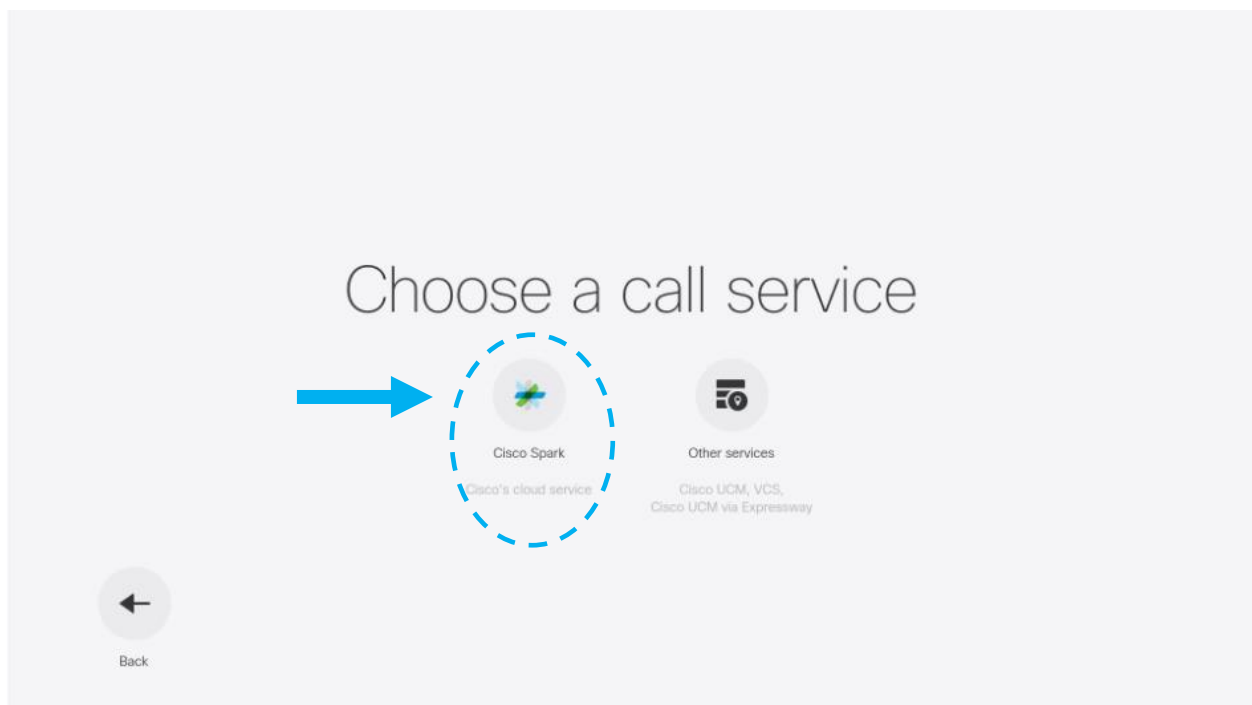 Choose a call service
Cisco Spark
Cisco's cloud service
Other services
Cisco UCM, VCS,
Cisco UCM via Expressway
Back